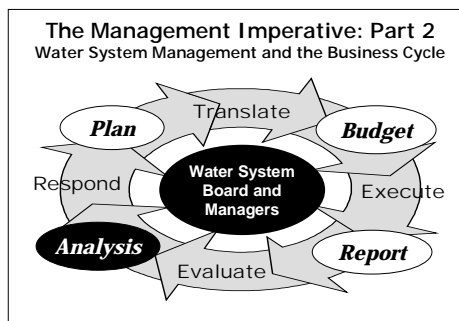 The Management Imperative: Part 2
Water System Management and the Business Cycle
Translate
Plan
Budget
Water System
Board and
Managers
Respond
Execute
Analysis
Report
Evaluate